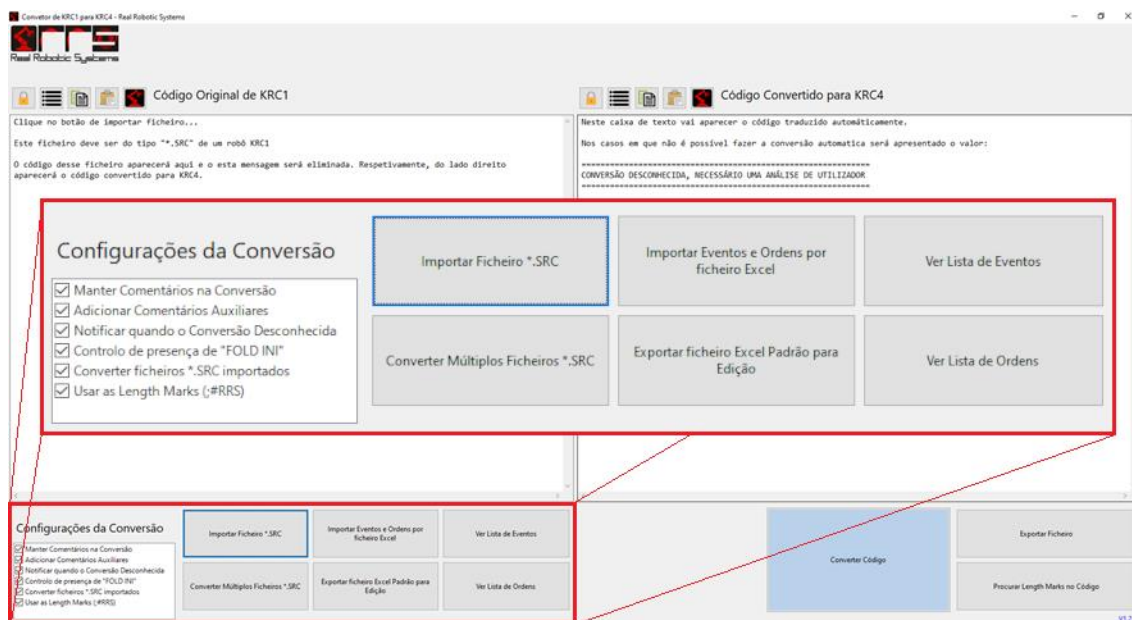 Convetor de KRC1 para KRC4 - Real Robotic Systems
rrs
Real Robotic Systems
Código Original de KRC1
Clique no botão de importar ficheiro...
Este ficheiro deve ser do tipo "*.SRC" de um robô KRC1
O código desse ficheiro aparecerá aqui e o esta mensagem será eliminada. Respetivamente, do lado direito
aparecerá o código convertido para KRC4.
Código Convertido para KRC4
Neste caixa de texto vai aparecer o código traduzido automáticamente.
Nos casos em que não é possível fazer a conversão automatica será apresentado o valor:
============================================================
CONVERSÃO DESCONHECIDA, NECESSÁRIO UMA ANÁLISE DE UTILIZADOR
============================================================
Configurações da Conversão
Manter Comentários na Conversão
Adicionar Comentários Auxiliares
Notificar quando o Conversão Desconhecida
Controlo de presença de "FOLD INI"
Converter ficheiros *.SRC importados
Usar as Length Marks (;#RRS)
Importar Ficheiro *.SRC
Importar Eventos e Ordens por
ficheiro Excel
Ver Lista de Eventos
Converter Múltiplos Ficheiros *.SRC
Exportar ficheiro Excel Padrão para
Edição
Ver Lista de Ordens
Configurações da Conversão
Manter Comentários na Conversão
Adicionar Comentários Auxiliares
Notificar quando o Conversão Desconhecida
Controlo de presença de "FOLD INI"
Converter ficheiros *.SRC importados
Usar as Length Marks (;#RRS)
Importar Ficheiro *.SRC
Importar Eventos e Ordens por
ficheiro Excel
Ver Lista de Eventos
Converter Múltiplos Ficheiros *.SRC
Exportar ficheiro Excel Padrão para
Edição
Ver Lista de Ordens
Converter Código
Exportar Ficheiro
Procurar Length Marks no Código